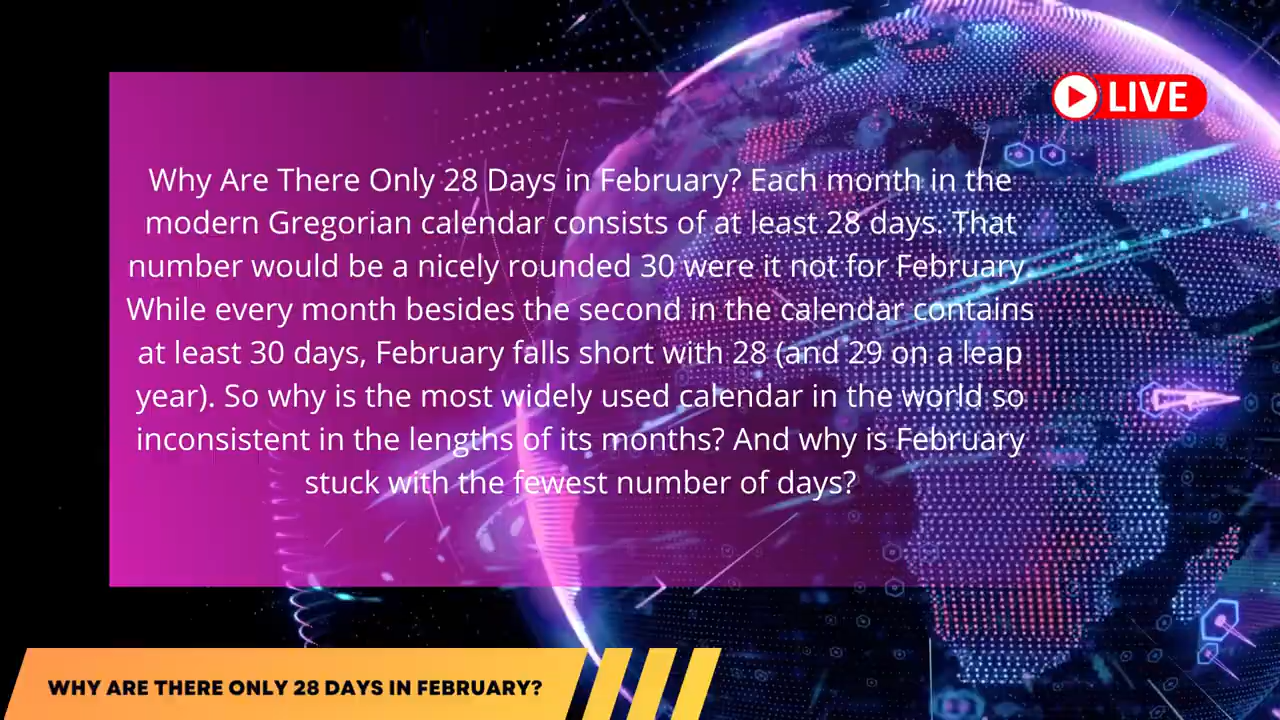 LIVE
Why Are There Only 28 Days in February? Each month in the
modern Gregorian calendar consists of at least 28 days. That
number would be a nicely rounded 30 were it not for February.
While every month besides the second in the calendar contains
at least 30 days, February falls short with 28 (and 29 on a leap
year). So why is the most widely used calendar in the world so
inconsistent in the lengths of its months? And why is February
stuck with the fewest number of days?
WHY ARE THERE ONLY 28 DAYS IN FEBRUARY?